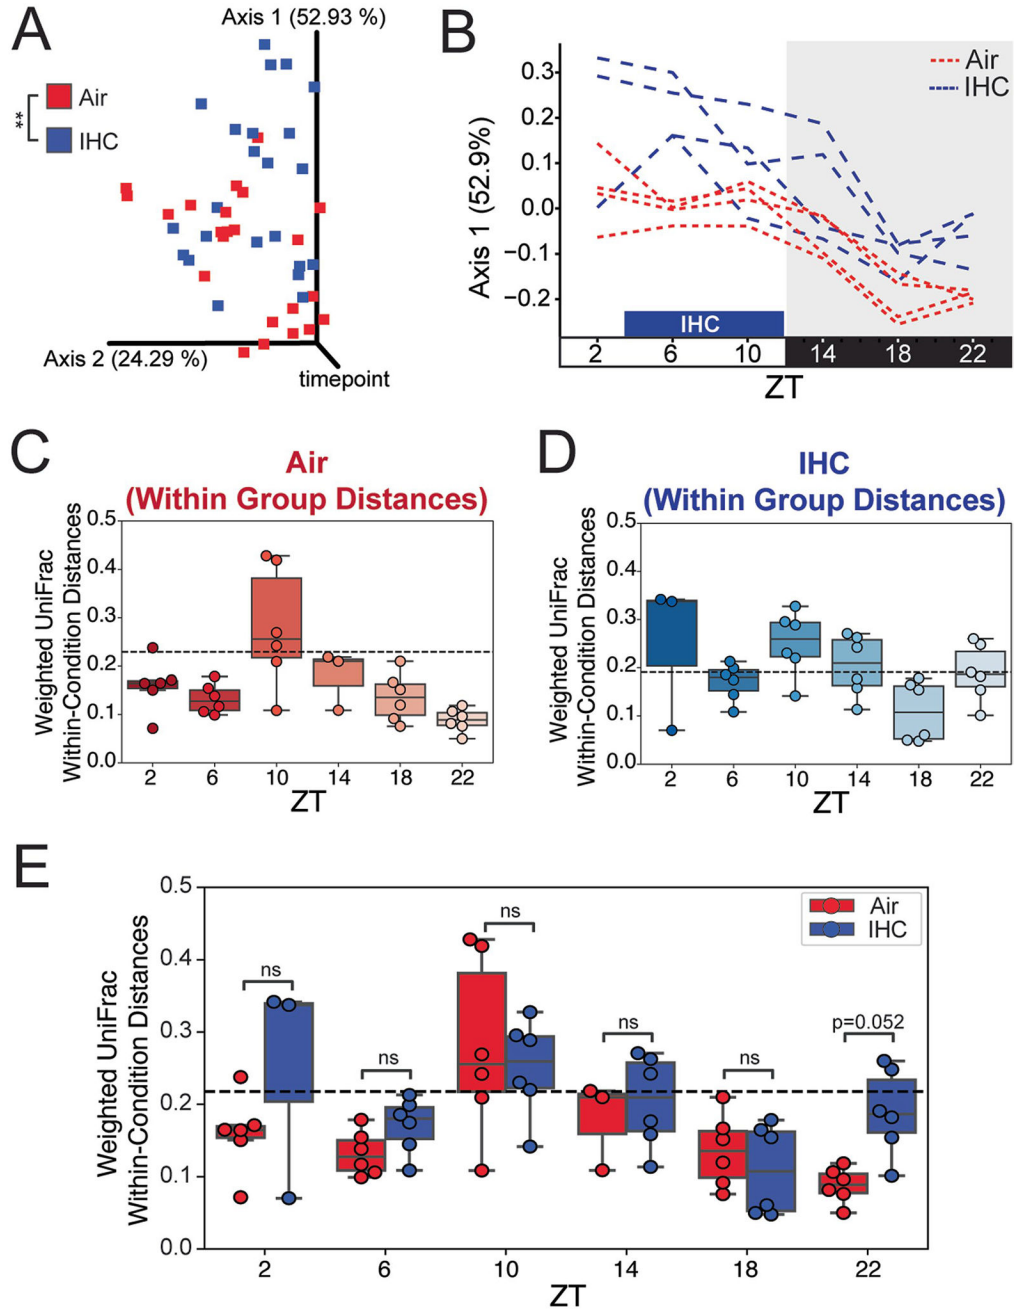 A
Axis 1 (52.93 %)
Air
**
IHC
Axis 2 (24.29 %)
timepoint
B
Axis 1 (52.9%)
0.3
0.2
0.1
0.0
−0.1
−0.2
Air
IHC
IHC
2 6 10 14 18 22
ZT
C
Air
(Within Group Distances)
Weighted UniFrac
Within-Condition Distances
0.5
0.4
0.3
0.2
0.1
0.0
2 6 10 14 18 22
ZT
D
IHC
(Within Group Distances)
Weighted UniFrac
Within-Condition Distances
0.5
0.4
0.3
0.2
0.1
0.0
2 6 10 14 18 22
ZT
E
Weighted UniFrac
Within-Condition Distances
0.5
0.4
0.3
0.2
0.1
0.0
ns
ns
ns
ns
ns
p=0.052
Air
IHC
2 6 10 14 18 22
ZT